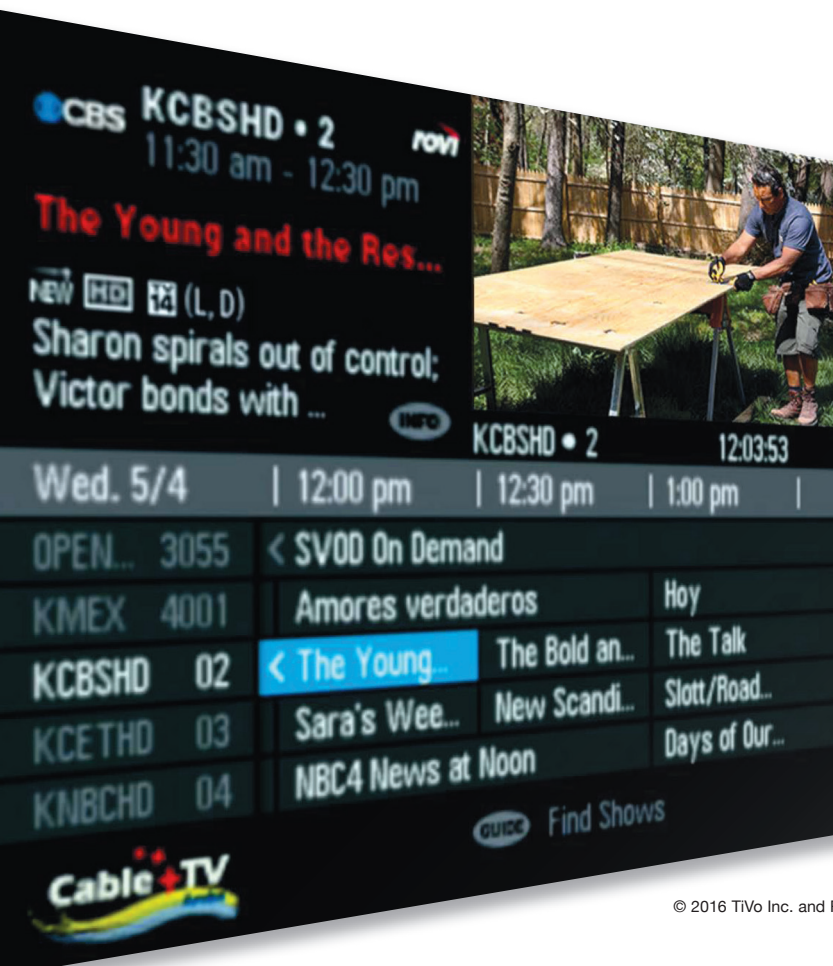 CBS KCBSHD • 2 rovi
11:30 am - 12:30 pm
The Young and the Res...
NEW HD TV 14 (L, D)
Sharon spirals out of control;
Victor bonds with ...
INFO
KCBSHD • 2 12:03:53
Wed. 5/4 | 12:00 pm | 12:30 pm | 1:00 pm |
OPEN... 3055 < SVOD On Demand
KMEX 4001 Amores verdaderos Hoy
KCBSHD 02 < The Young... The Bold an... The Talk
KCETHD 03 Sara's Wee... New Scandi... Slott/Road...
KNBCHD 04 NBC4 News at Noon Days of Our...
GUIDE Find Shows
Cable TV
© 2016 TiVo Inc. and